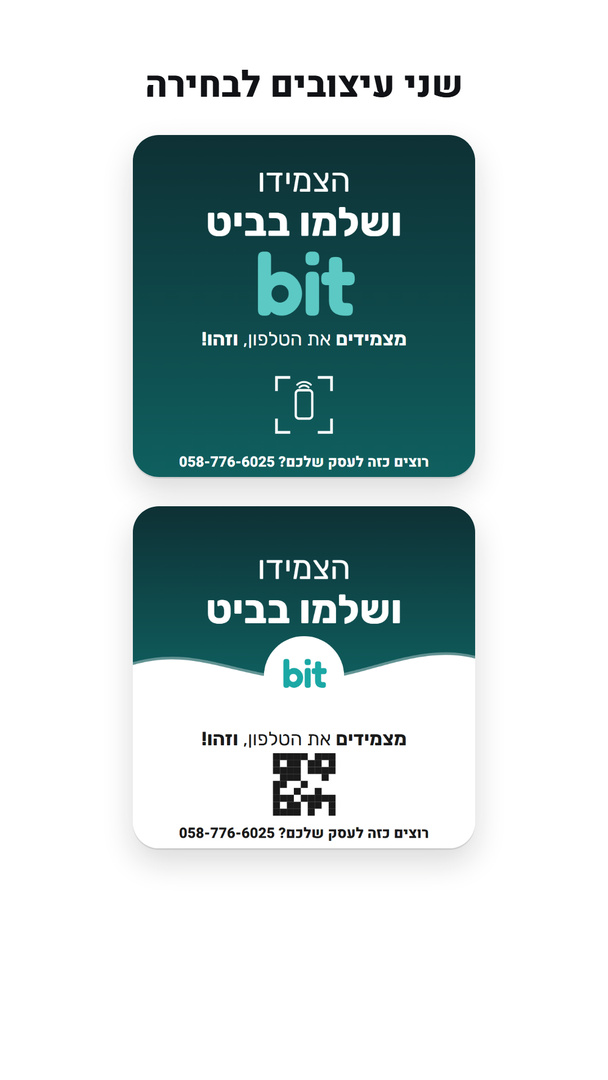 שני עיצובים לבחירה
הצמידו
ושלמו בביט
bit
מצמידים את הטלפון, וזהו!
רוצים כזה לעסק שלכם? 058-776-6025
הצמידו
ושלמו בביט
bit
מצמידים את הטלפון, וזהו!
רוצים כזה לעסק שלכם? 058-776-6025